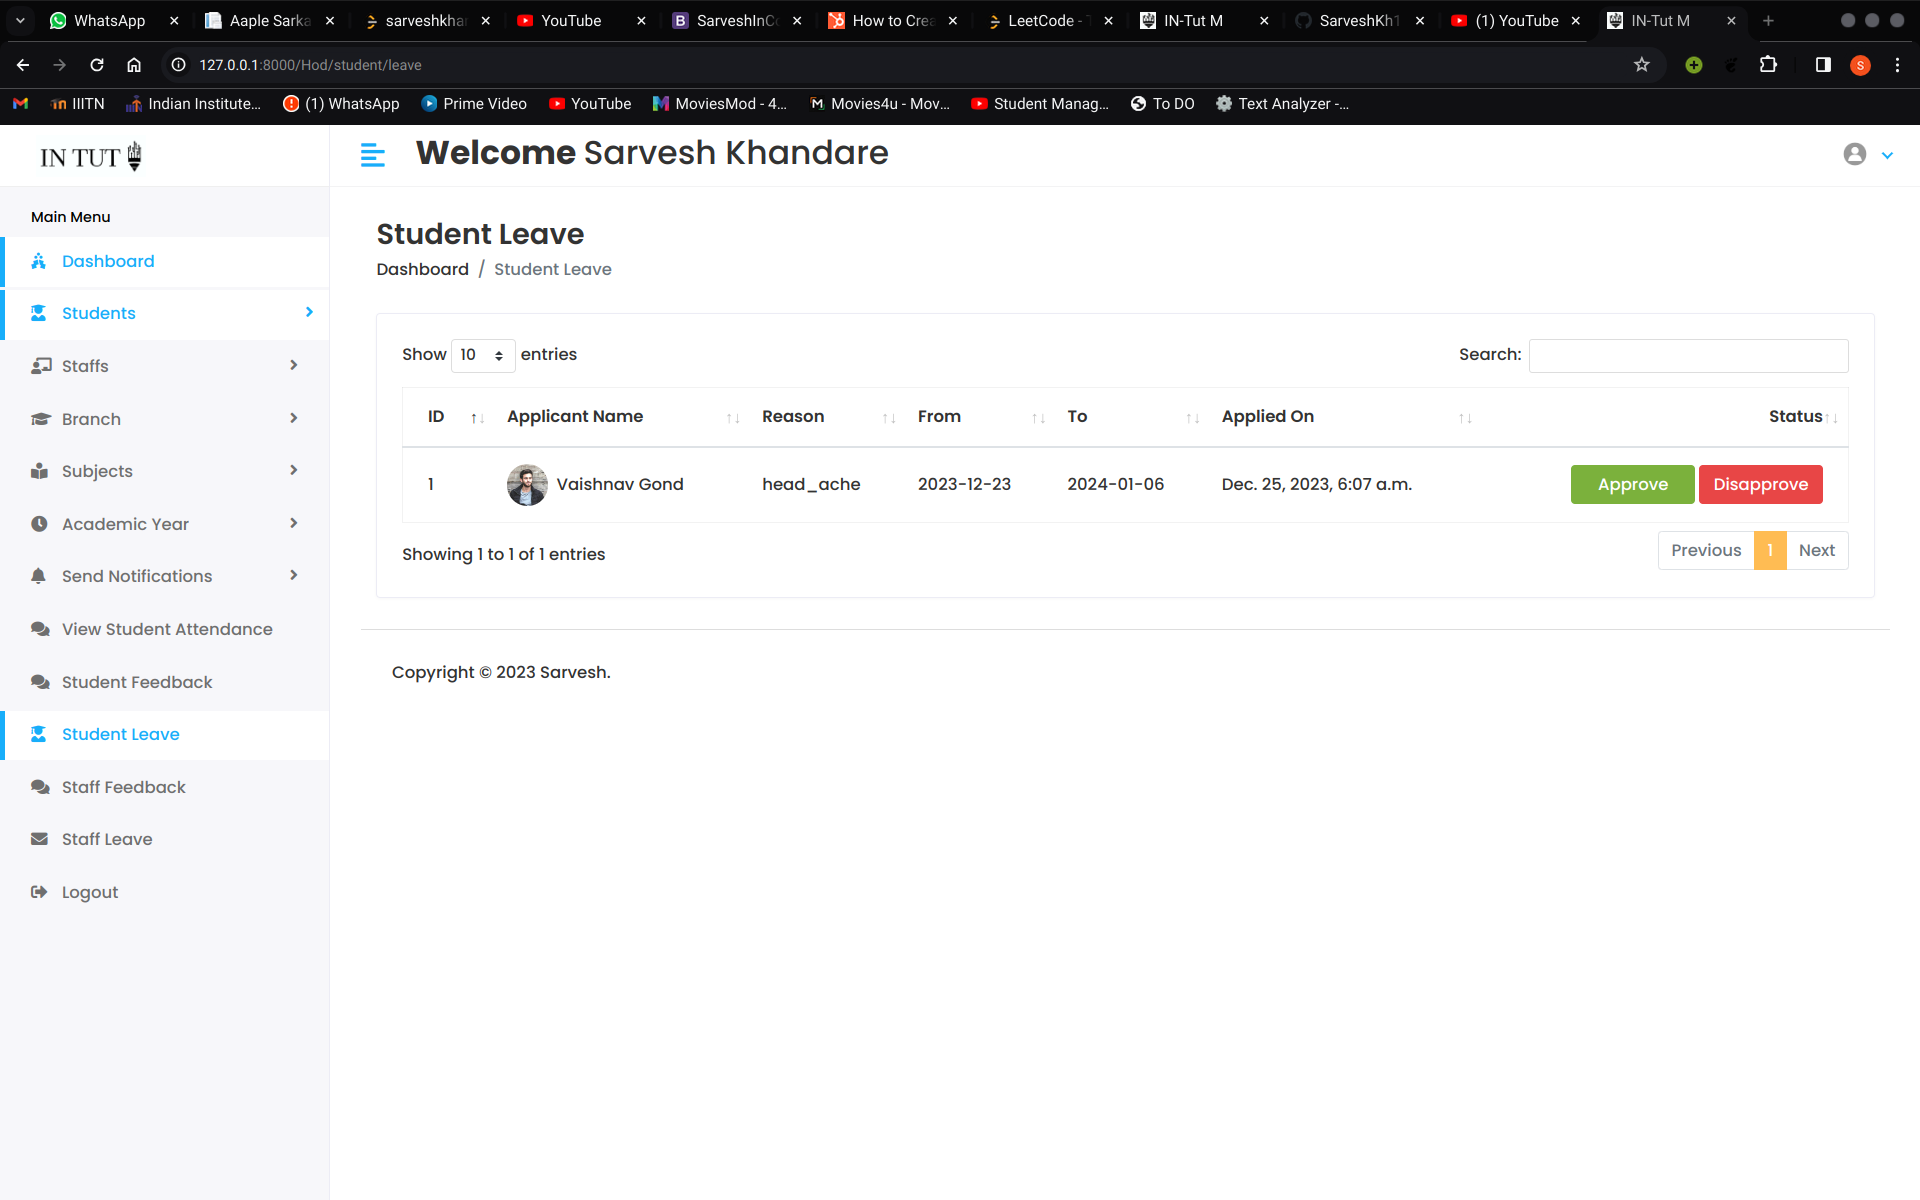 WhatsApp
Aaple Sarka
sarveshkhar
YouTube
SarveshInCo
How to Crea
LeetCode - T
IN-Tut M
SarveshKh1
(1) YouTube
IN-Tut M
127.0.0.1:8000/Hod/student/leave
S
IIITN
Indian Institute...
(1) WhatsApp
Prime Video
YouTube
MoviesMod - 4...
Movies4u - Mov...
Student Manag...
To DO
Text Analyzer -...
IN TUT
Welcome Sarvesh Khandare
Main Menu
Dashboard
Students
Staffs
Branch
Subjects
Academic Year
Send Notifications
View Student Attendance
Student Feedback
Student Leave
Staff Feedback
Staff Leave
Logout
Student Leave
Dashboard / Student Leave
Show 10 entries
Search:
ID Applicant Name Reason From To Applied On Status
1 Vaishnav Gond head_ache 2023-12-23 2024-01-06 Dec. 25, 2023, 6:07 a.m. Approve Disapprove
Showing 1 to 1 of 1 entries
Previous 1 Next
Copyright © 2023 Sarvesh.